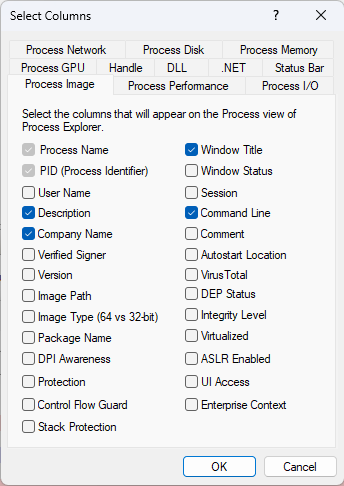 Select Columns
?
Process Network Process Disk Process Memory
Process GPU Handle DLL .NET Status Bar
Process Image Process Performance Process I/O
Select the columns that will appear on the Process view of
Process Explorer.
Process Name
PID (Process Identifier)
User Name
Description
Company Name
Verified Signer
Version
Image Path
Image Type (64 vs 32-bit)
Package Name
DPI Awareness
Protection
Control Flow Guard
Stack Protection
Window Title
Window Status
Session
Command Line
Comment
Autostart Location
VirusTotal
DEP Status
Integrity Level
Virtualized
ASLR Enabled
UI Access
Enterprise Context
OK Cancel